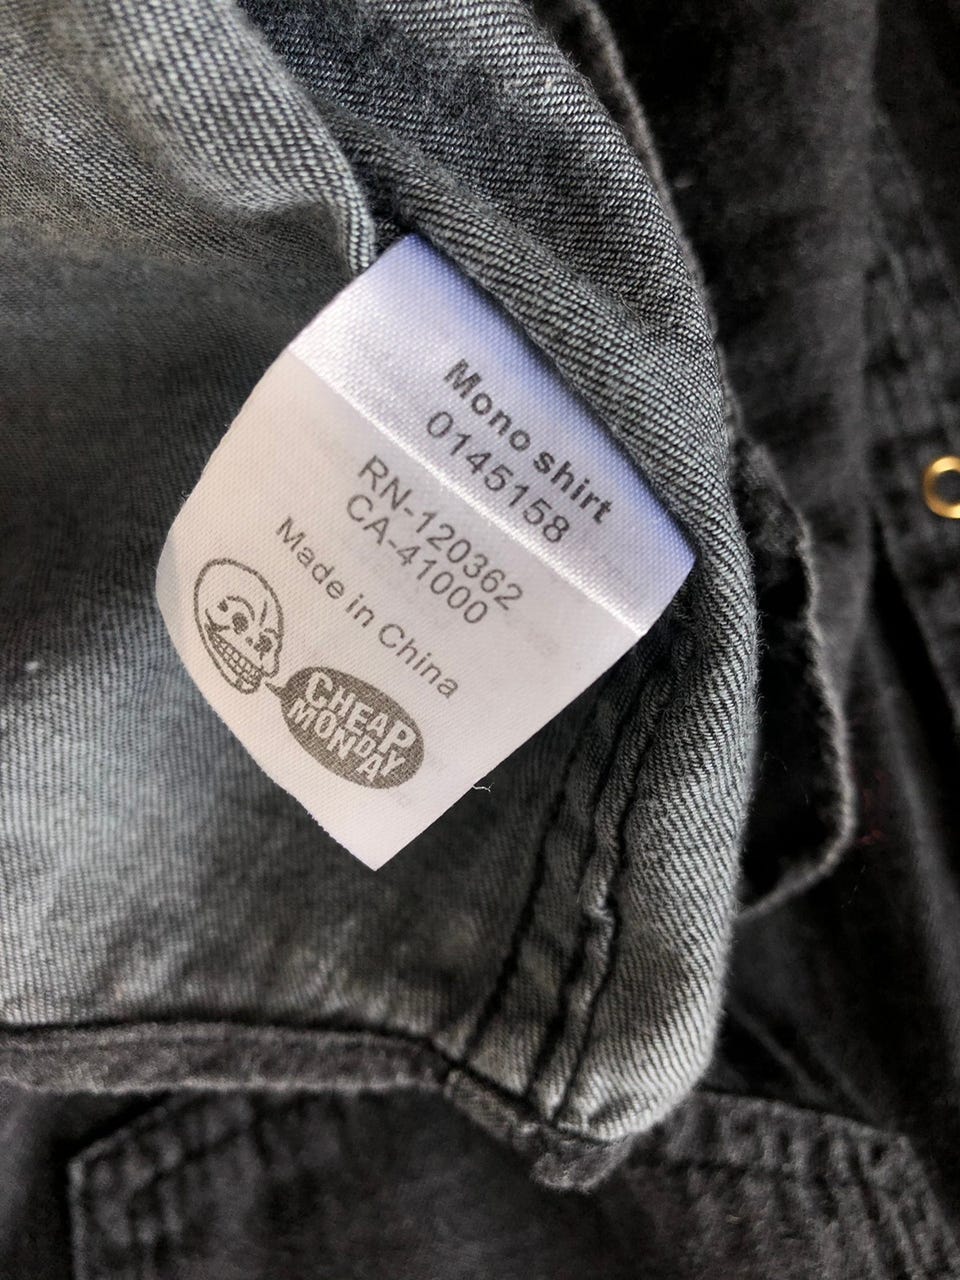 Mono shirt
0145158
RN-120362
CA-41000
Made in China
CHEAP
MONDAY